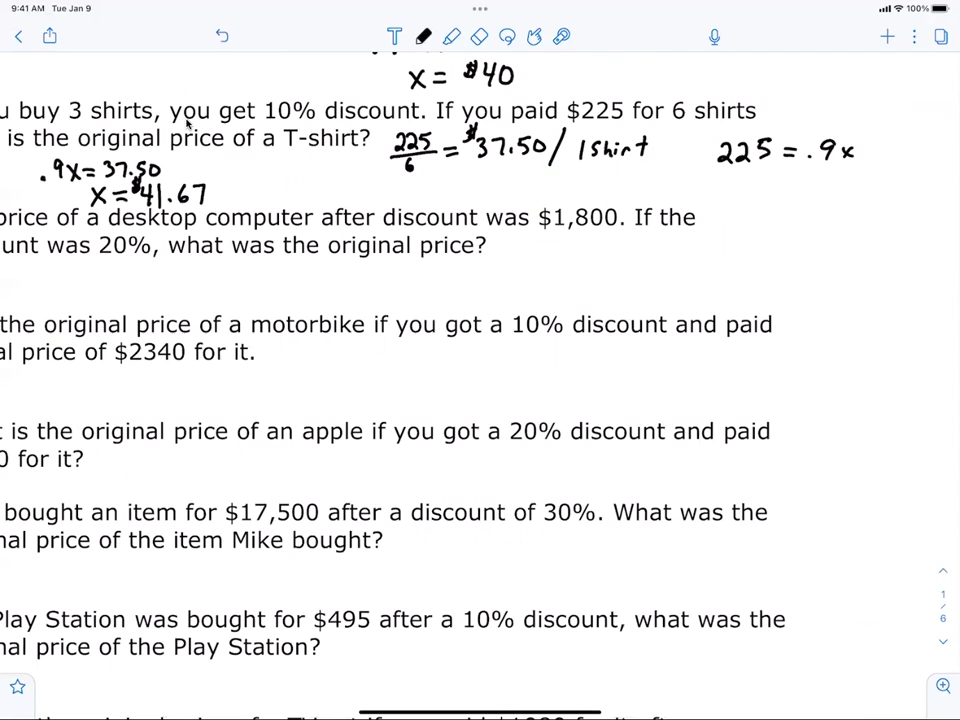 9:41 AM Tue Jan 9
100%
x = $40
u buy 3 shirts, you get 10% discount. If you paid $225 for 6 shirts
is the original price of a T-shirt?
225/6 = $37.50 / 1 shirt
225 = .9x
.9x = 37.50
x = $41.67
price of a desktop computer after discount was $1,800. If the
unt was 20%, what was the original price?
the original price of a motorbike if you got a 10% discount and paid
al price of $2340 for it.
t is the original price of an apple if you got a 20% discount and paid
0 for it?
bought an item for $17,500 after a discount of 30%. What was the
nal price of the item Mike bought?
1
/
6
Play Station was bought for $495 after a 10% discount, what was the
nal price of the Play Station?